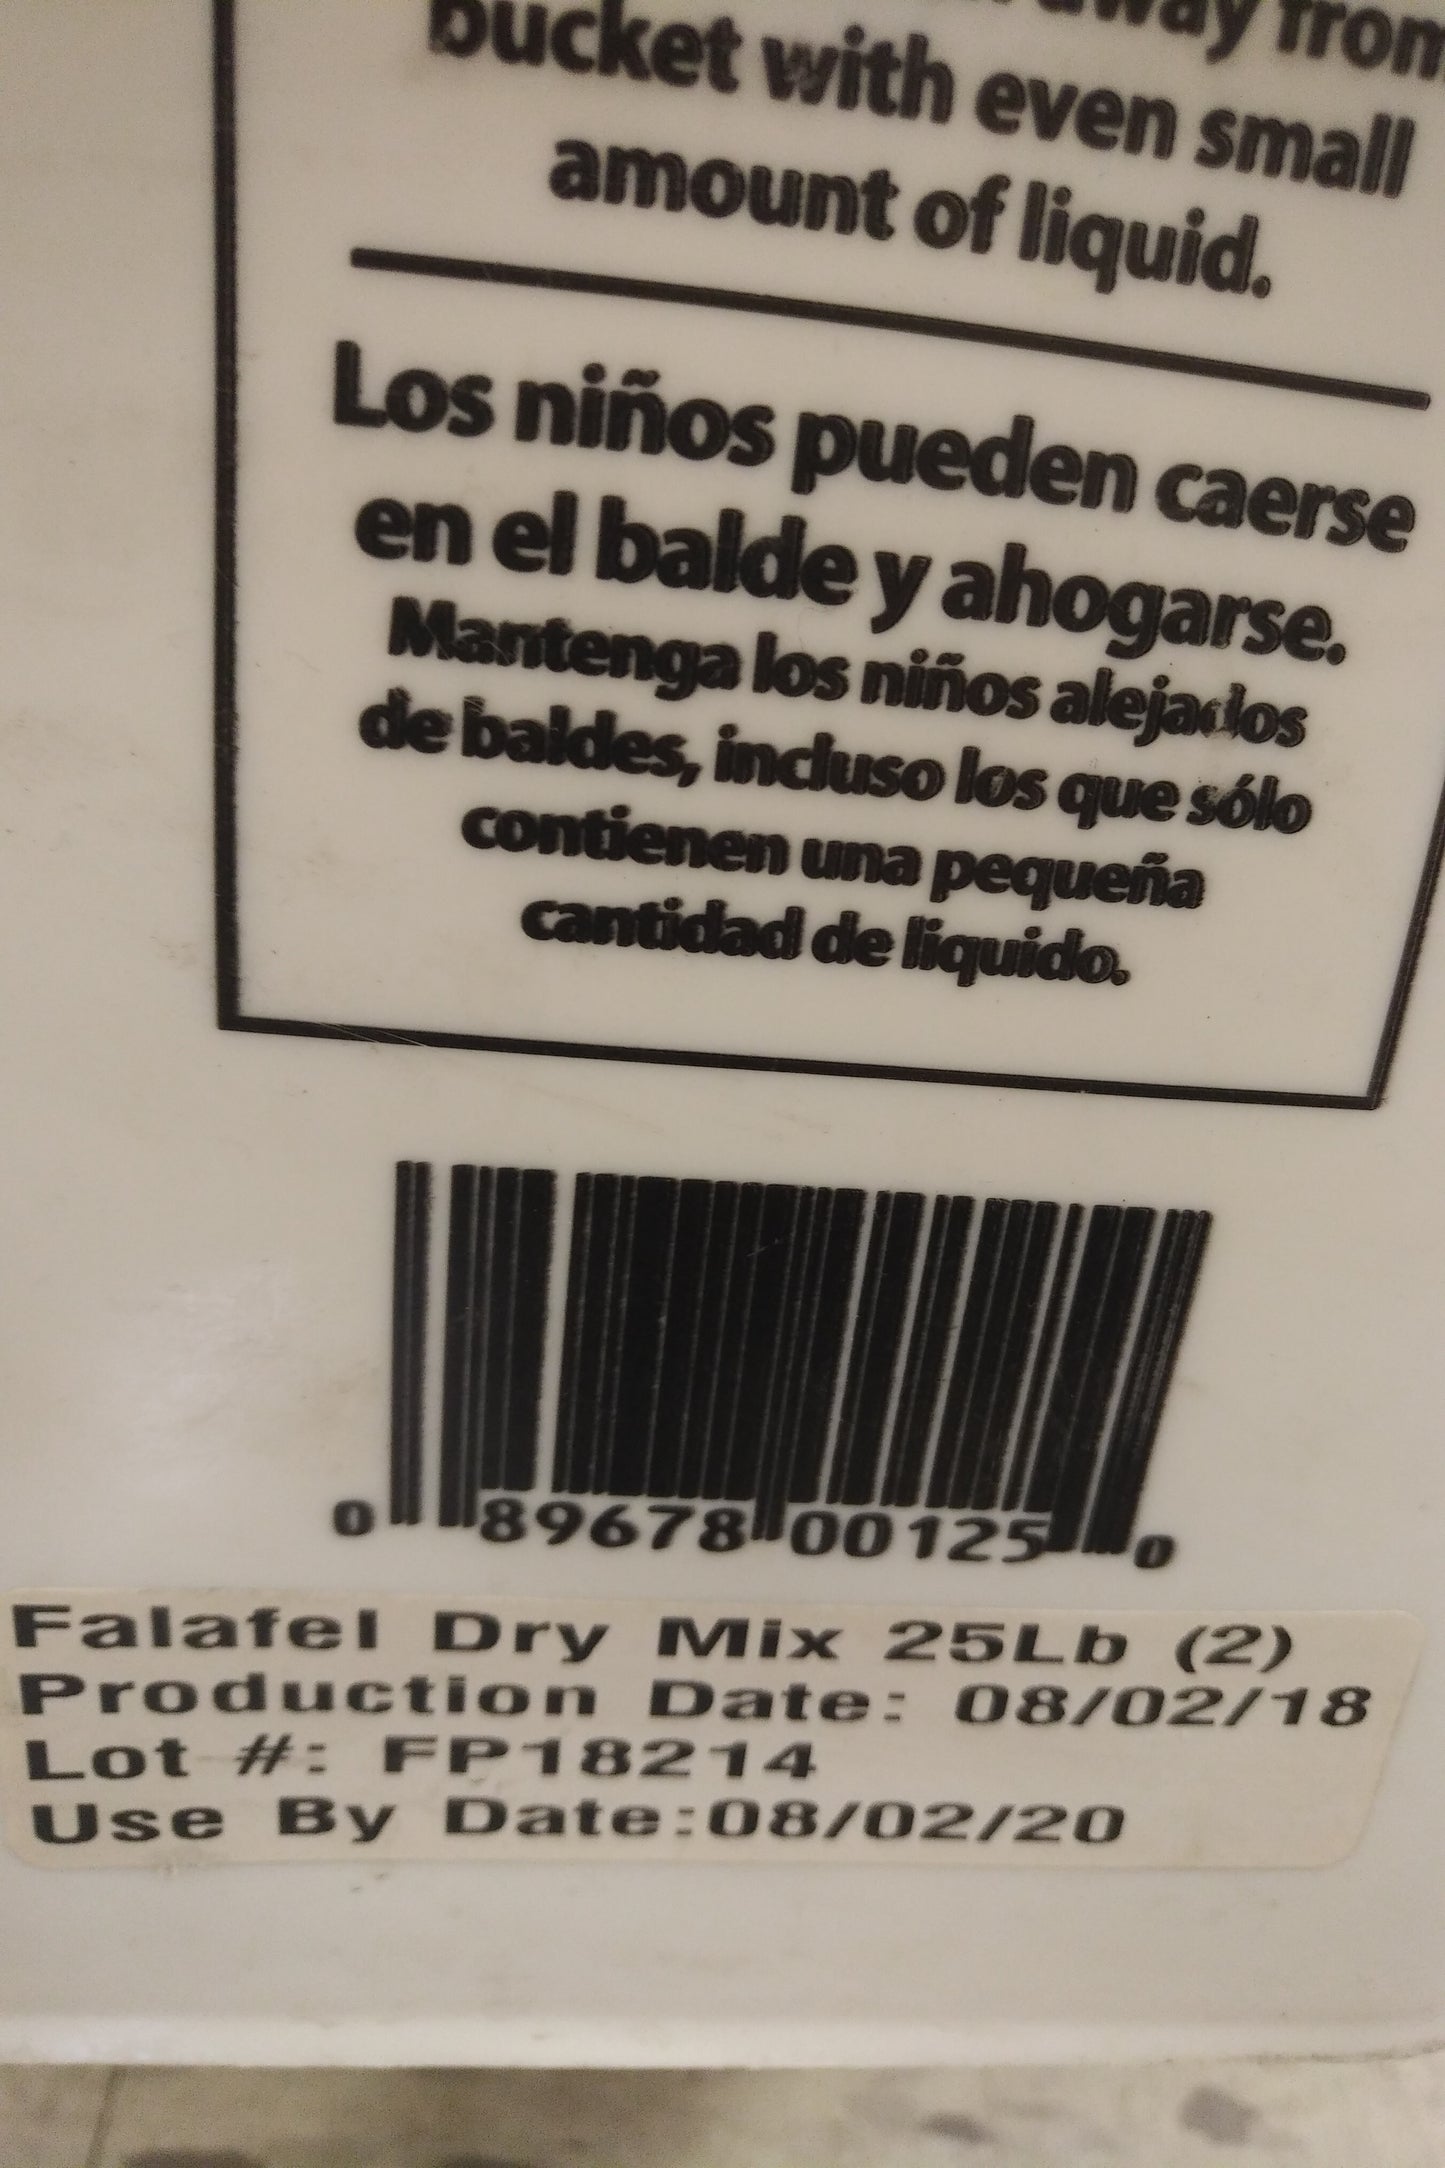 away from
bucket with even small
amount of liquid.
Los niños pueden caerse
en el balde y ahogarse.
Mantenga los niños alejados
de baldes, incluso los que sólo
contienen una pequeña
cantidad de liquido.
0 89678 00125 0
Falafel Dry Mix 25Lb (2)
Production Date: 08/02/18
Lot #: FP18214
Use By Date:08/02/20